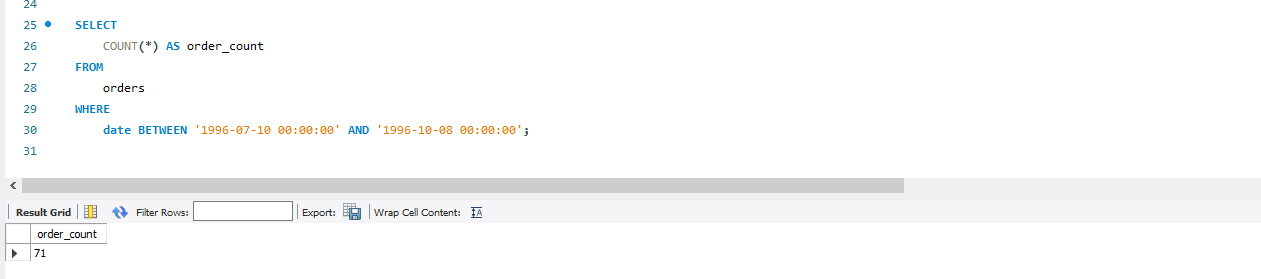 24
25 SELECT
26 COUNT(*) AS order_count
27 FROM
28 orders
29 WHERE
30 date BETWEEN '1996-07-10 00:00:00' AND '1996-10-08 00:00:00';
31
Result Grid Filter Rows: Export: Wrap Cell Content:
order_count
71